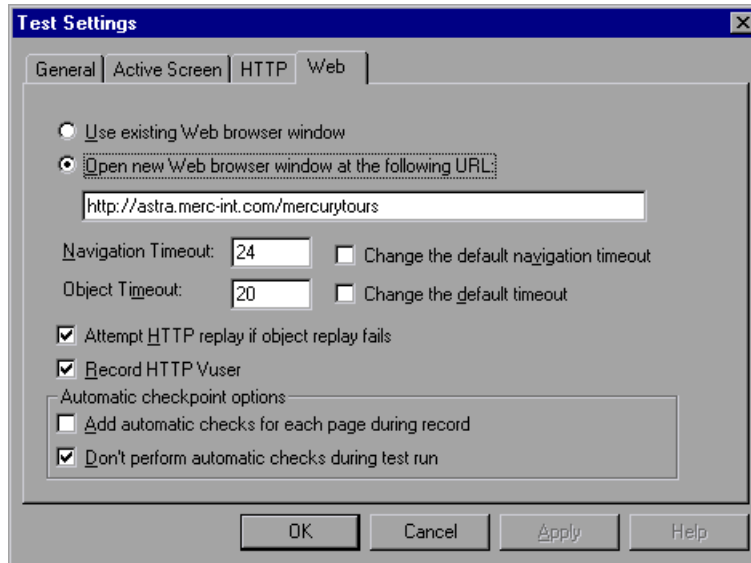 Test Settings
General Active Screen HTTP Web
Use existing Web browser window
Open new Web browser window at the following URL:
http://astra.merc-int.com/mercurytours
Navigation Timeout: 24 Change the default navigation timeout
Object Timeout: 20 Change the default timeout
Attempt HTTP replay if object replay fails
Record HTTP Vuser
Automatic checkpoint options
Add automatic checks for each page during record
Don't perform automatic checks during test run
OK Cancel Apply Help